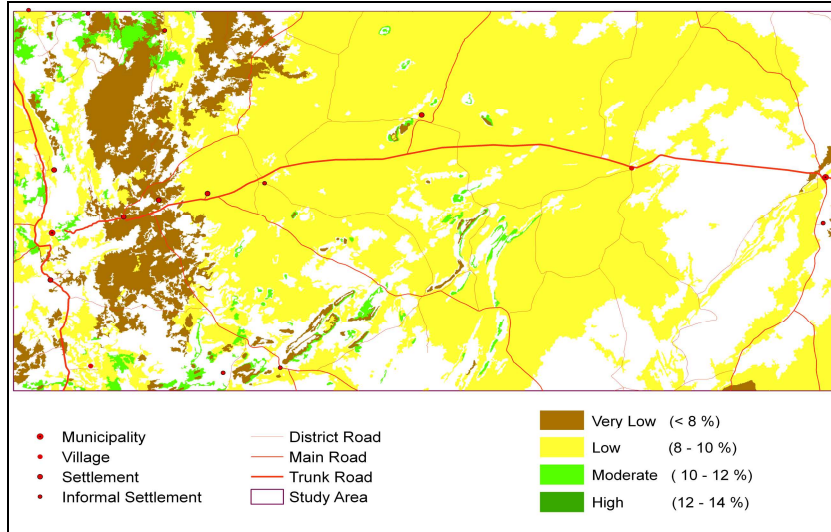 Municipality
Village
Settlement
Informal Settlement
District Road
Main Road
Trunk Road
Study Area
Very Low (< 8 %)
Low (8 - 10 %)
Moderate ( 10 - 12 %)
High (12 - 14 %)